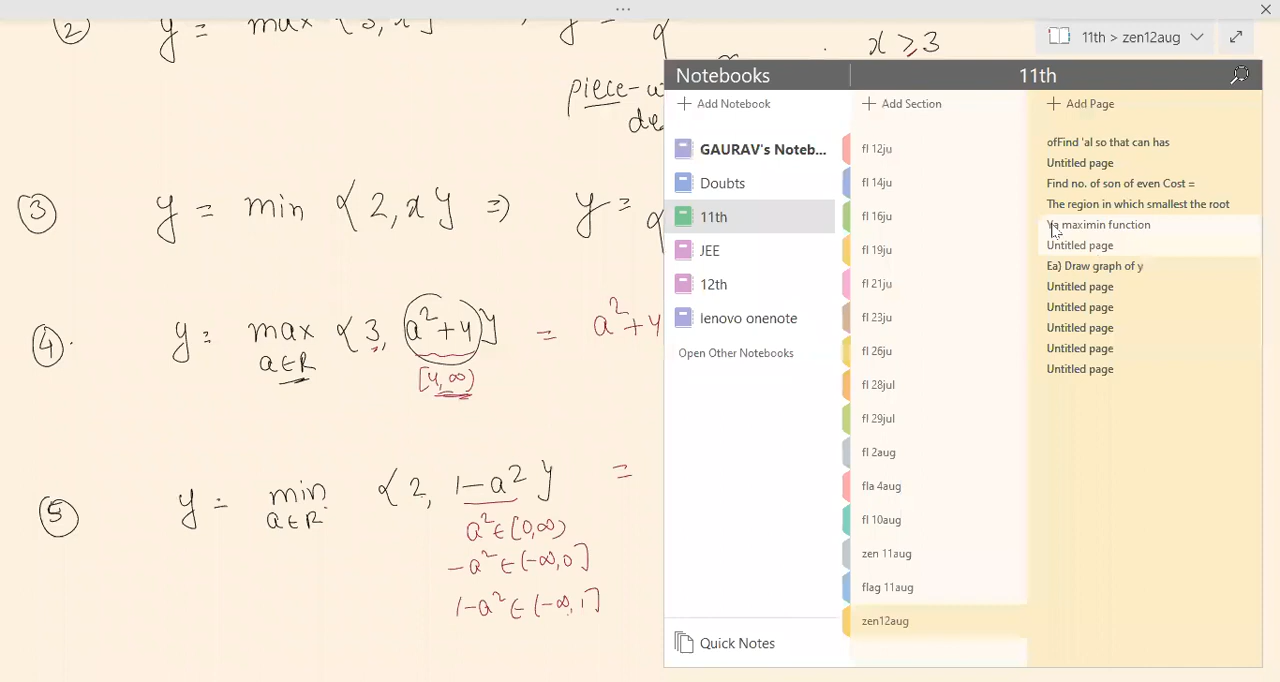 11th > zen12aug
② y = max {3, x} , y =
x ≥ 3
piece-w
de
③ y = min {2, x} ⇒ y =
④ y = max {3, a²+4} = a²+4
a∈R
[4, ∞)
⑤ y = min {2, 1-a²} =
a∈R
a² ∈ [0,∞)
-a² ∈ (-∞,0]
1-a² ∈ (-∞,1]
Notebooks
+ Add Notebook
GAURAV's Noteb...
Doubts
11th
JEE
12th
lenovo onenote
Open Other Notebooks
Quick Notes
11th
+ Add Section
fl 12ju
fl 14ju
fl 16ju
fl 19ju
fl 21ju
fl 23ju
fl 26ju
fl 28jul
fl 29jul
fl 2aug
fla 4aug
fl 10aug
zen 11aug
flag 11aug
zen12aug
+ Add Page
ofFind 'al so that can has
Untitled page
Find no. of son of even Cost =
The region in which smallest the root
maximin function
Untitled page
Ea) Draw graph of y
Untitled page
Untitled page
Untitled page
Untitled page
Untitled page